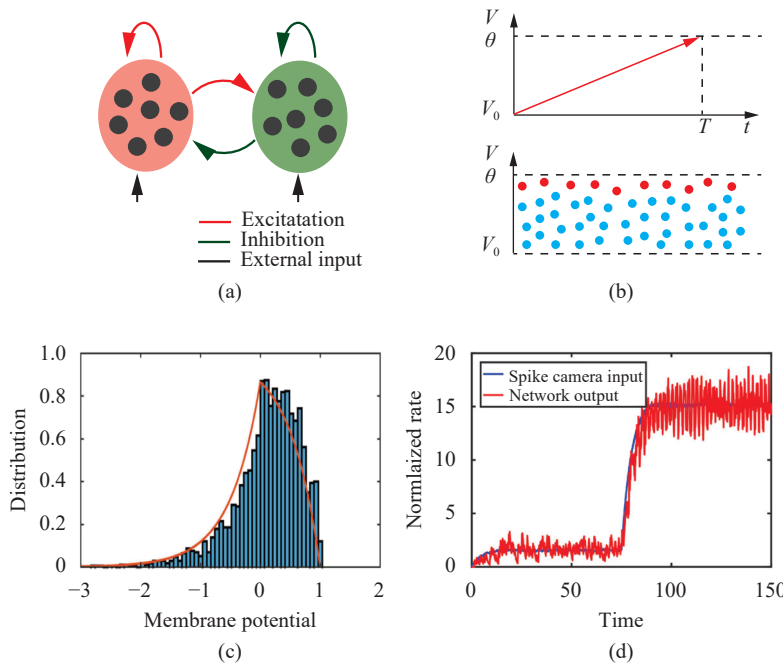 (a)
Excitatation
Inhibition
External input
(b)
V
θ
V0
T
t
V
θ
V0
(c)
Distribution
1.0
0.8
0.6
0.4
0.2
0
−3
−2
−1
0
1
2
Membrane potential
(d)
Normlaized rate
20
15
10
5
0
Spike camera input
Network output
0
50
100
150
Time